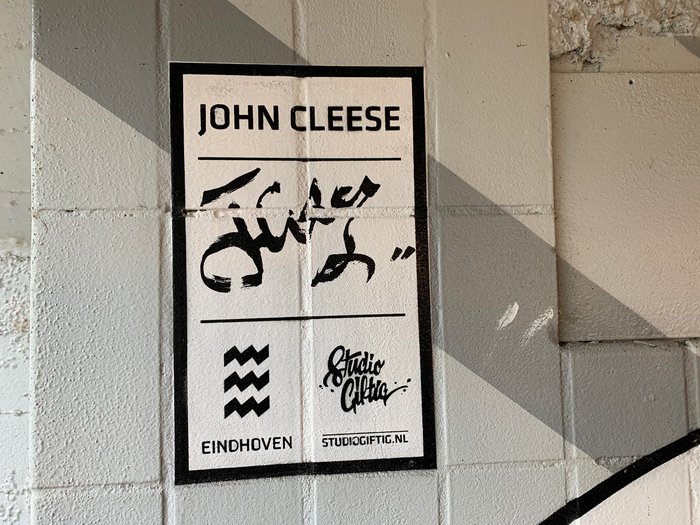 JOHN CLEESE
Studio
Giftig
EINDHOVEN
STUDIOGIFTIG.NL